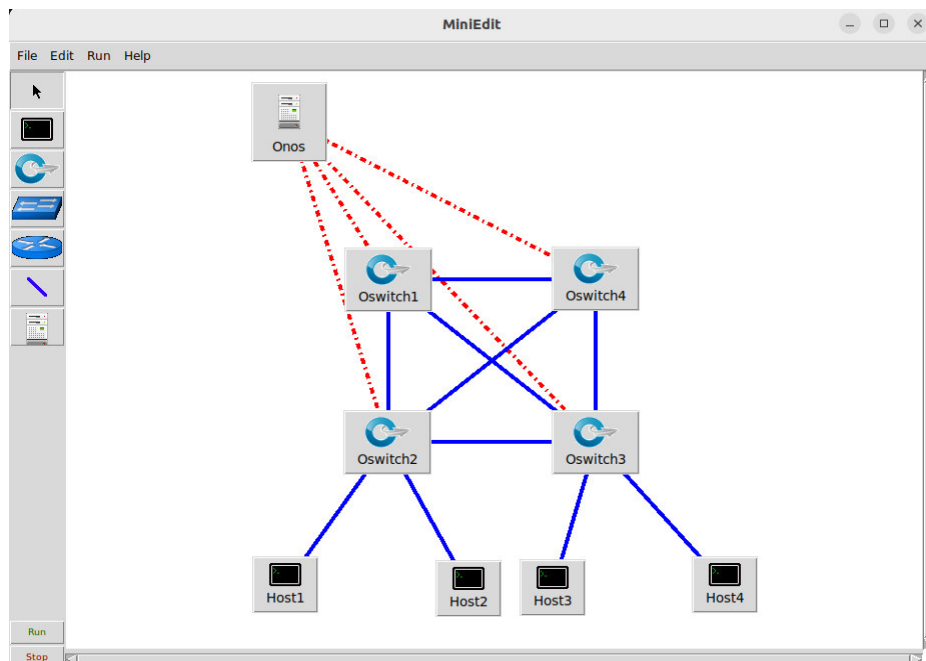 MiniEdit
File Edit Run Help
Onos
Oswitch1
Oswitch4
Oswitch2
Oswitch3
Host1
Host2
Host3
Host4
Run
Stop